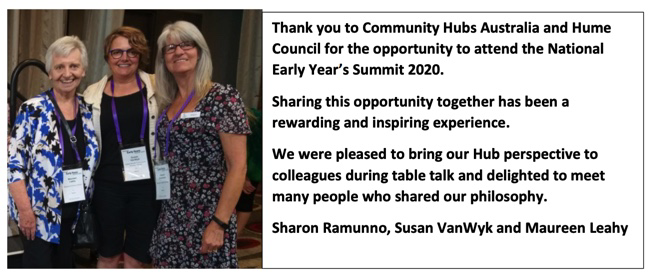 Thank you to Community Hubs Australia and Hume
Council for the opportunity to attend the National
Early Year’s Summit 2020.
Sharing this opportunity together has been a
rewarding and inspiring experience.
We were pleased to bring our Hub perspective to
colleagues during table talk and delighted to meet
many people who shared our philosophy.
Sharon Ramunno, Susan VanWyk and Maureen Leahy